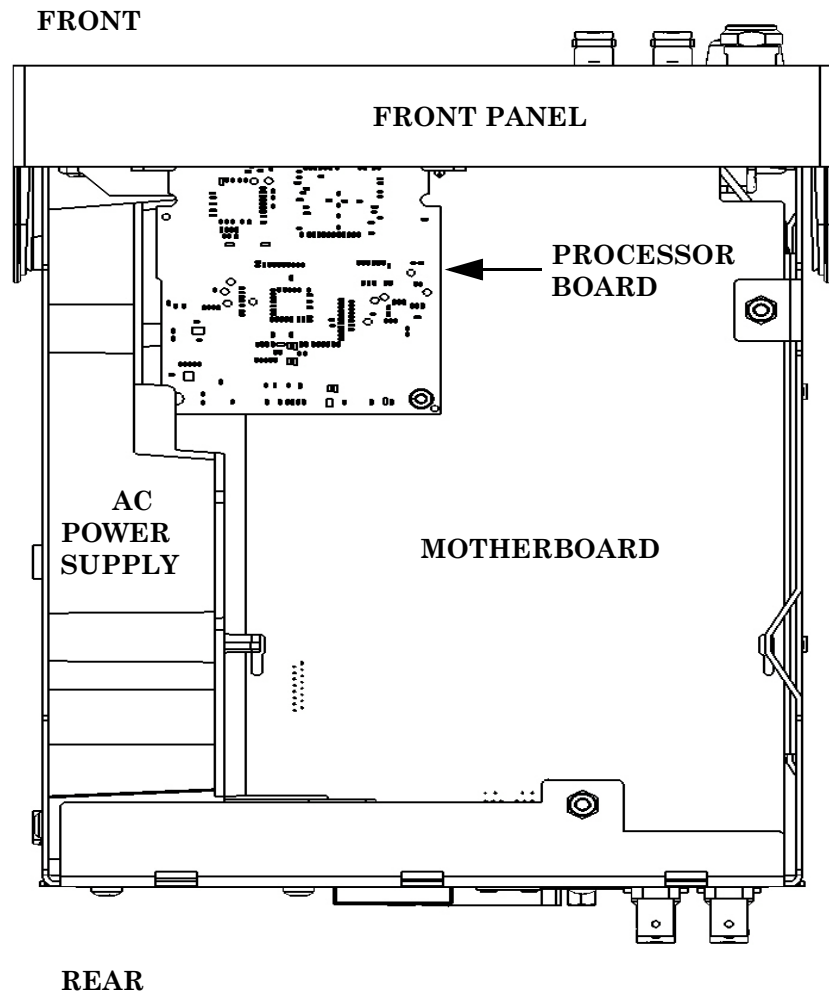 FRONT
FRONT PANEL
PROCESSOR
BOARD
AC
POWER
SUPPLY
MOTHERBOARD
REAR